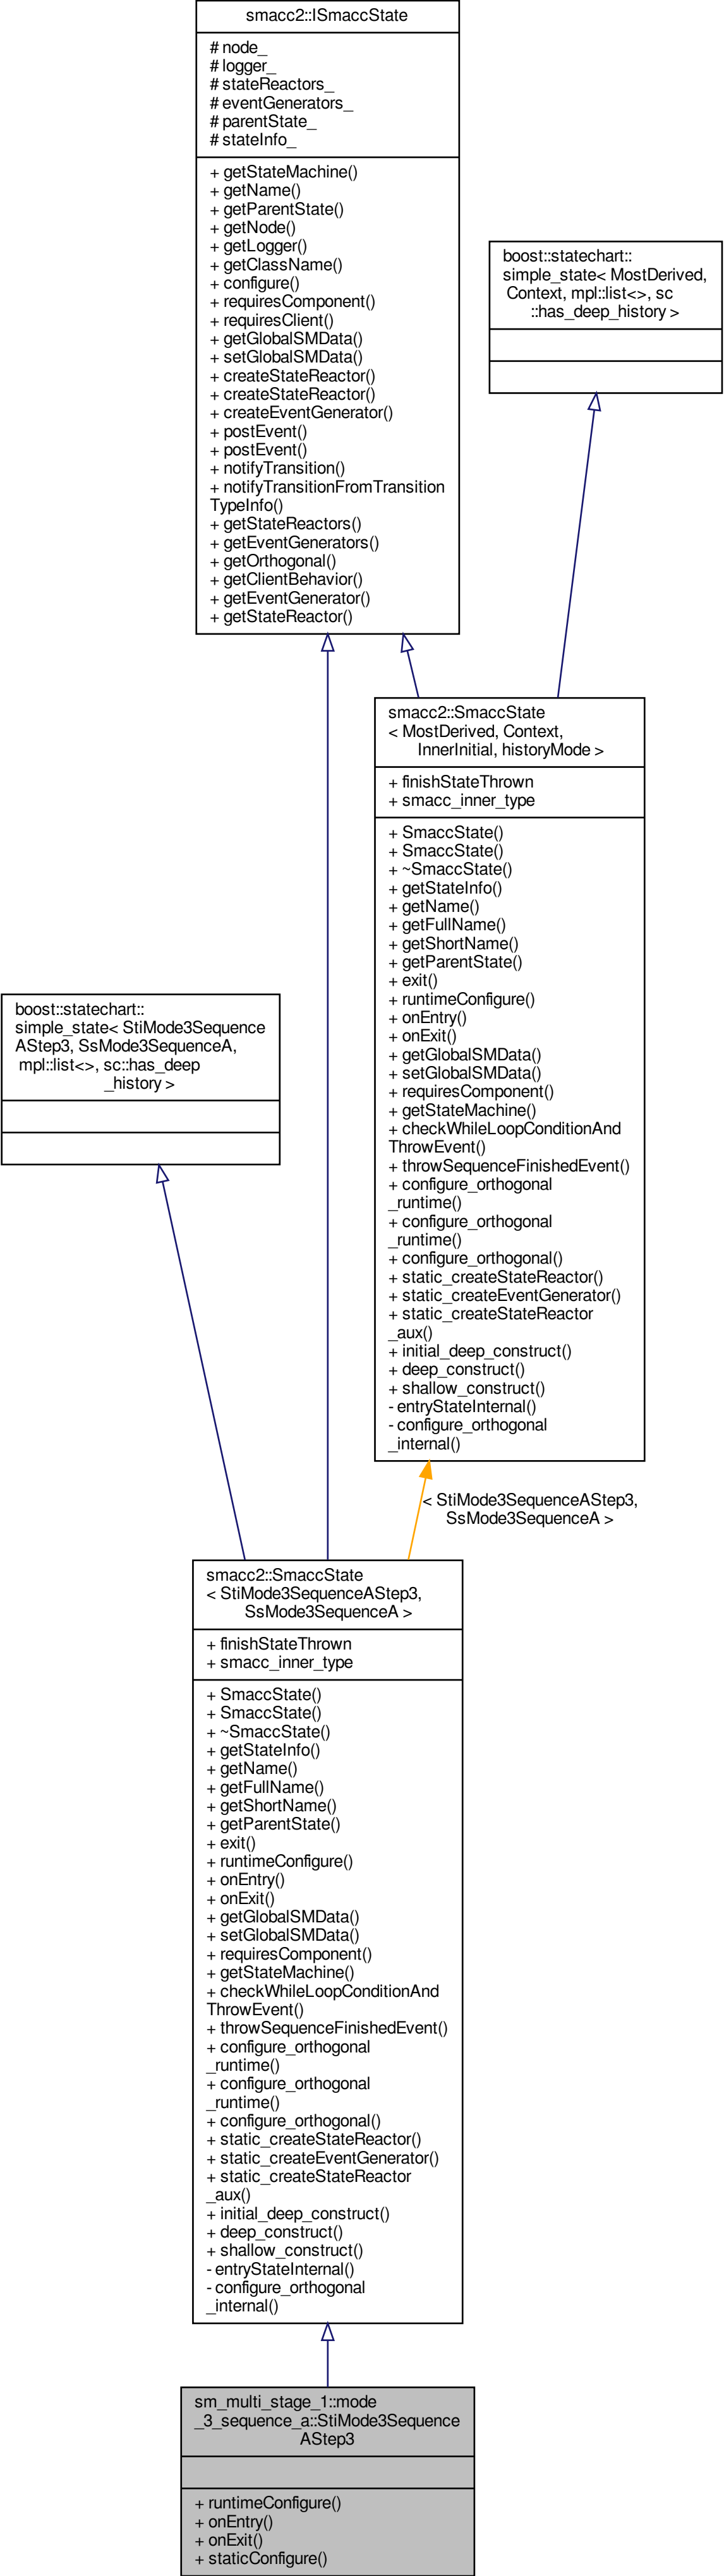 smacc2::ISmaccState
# node_
# logger_
# stateReactors_
# eventGenerators_
# parentState_
# stateInfo_
+ getStateMachine()
+ getName()
+ getParentState()
+ getNode()
+ getLogger()
+ getClassName()
+ configure()
+ requiresComponent()
+ requiresClient()
+ getGlobalSMData()
+ setGlobalSMData()
+ createStateReactor()
+ createStateReactor()
+ createEventGenerator()
+ postEvent()
+ postEvent()
+ notifyTransition()
+ notifyTransitionFromTransition
TypeInfo()
+ getStateReactors()
+ getEventGenerators()
+ getOrthogonal()
+ getClientBehavior()
+ getEventGenerator()
+ getStateReactor()
boost::statechart::
simple_state< MostDerived,
Context, mpl::list<>, sc
::has_deep_history >
smacc2::SmaccState
< MostDerived, Context,
InnerInitial, historyMode >
+ finishStateThrown
+ smacc_inner_type
+ SmaccState()
+ SmaccState()
+ ~SmaccState()
+ getStateInfo()
+ getName()
+ getFullName()
+ getShortName()
+ getParentState()
+ exit()
+ runtimeConfigure()
+ onEntry()
+ onExit()
+ getGlobalSMData()
+ setGlobalSMData()
+ requiresComponent()
+ getStateMachine()
+ checkWhileLoopConditionAnd
ThrowEvent()
+ throwSequenceFinishedEvent()
+ configure_orthogonal
_runtime()
+ configure_orthogonal
_runtime()
+ configure_orthogonal()
+ static_createStateReactor()
+ static_createEventGenerator()
+ static_createStateReactor
_aux()
+ initial_deep_construct()
+ deep_construct()
+ shallow_construct()
- entryStateInternal()
- configure_orthogonal
_internal()
boost::statechart::
simple_state< StiMode3Sequence
AStep3, SsMode3SequenceA,
mpl::list<>, sc::has_deep
_history >
< StiMode3SequenceAStep3,
SsMode3SequenceA >
smacc2::SmaccState
< StiMode3SequenceAStep3,
SsMode3SequenceA >
+ finishStateThrown
+ smacc_inner_type
+ SmaccState()
+ SmaccState()
+ ~SmaccState()
+ getStateInfo()
+ getName()
+ getFullName()
+ getShortName()
+ getParentState()
+ exit()
+ runtimeConfigure()
+ onEntry()
+ onExit()
+ getGlobalSMData()
+ setGlobalSMData()
+ requiresComponent()
+ getStateMachine()
+ checkWhileLoopConditionAnd
ThrowEvent()
+ throwSequenceFinishedEvent()
+ configure_orthogonal
_runtime()
+ configure_orthogonal
_runtime()
+ configure_orthogonal()
+ static_createStateReactor()
+ static_createEventGenerator()
+ static_createStateReactor
_aux()
+ initial_deep_construct()
+ deep_construct()
+ shallow_construct()
- entryStateInternal()
- configure_orthogonal
_internal()
sm_multi_stage_1::mode
_3_sequence_a::StiMode3Sequence
AStep3
+ runtimeConfigure()
+ onEntry()
+ onExit()
+ staticConfigure()